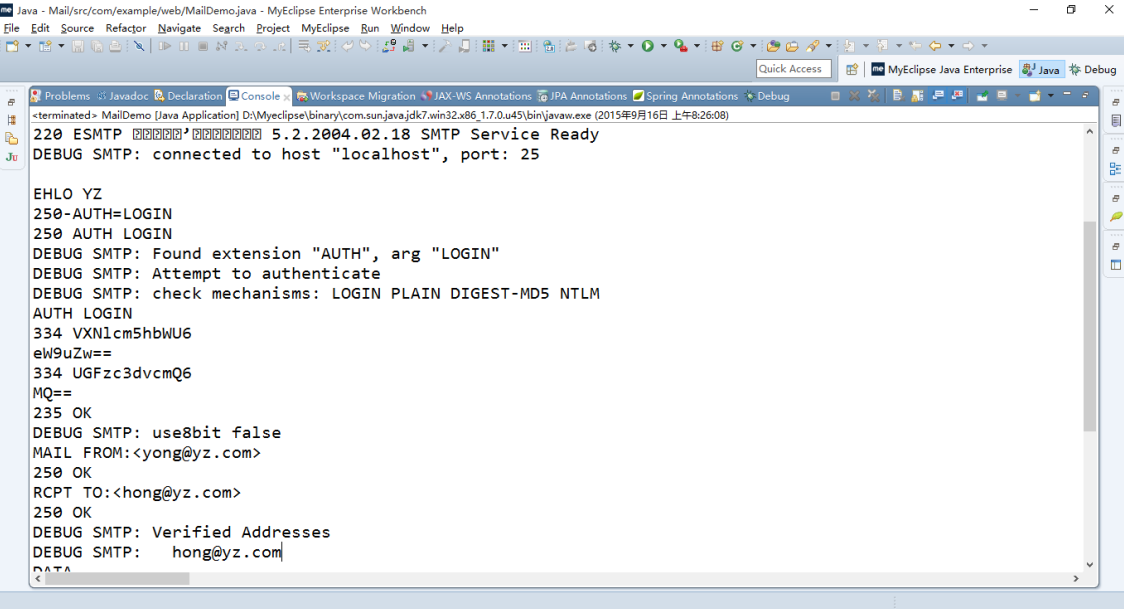 Java - Mail/src/com/example/web/MailDemo.java - MyEclipse Enterprise Workbench
File Edit Source Refactor Navigate Search Project MyEclipse Run Window Help
Quick Access
MyEclipse Java Enterprise Java Debug
Problems Javadoc Declaration Console Workspace Migration JAX-WS Annotations JPA Annotations Spring Annotations Debug
<terminated> MailDemo [Java Application] D:\Myeclipse\binary\com.sun.java.jdk7.win32.x86_1.7.0.u45\bin\javaw.exe (2015年9月16日 上午8:26:08)
220 ESMTP ’ 5.2.2004.02.18 SMTP Service Ready
DEBUG SMTP: connected to host "localhost", port: 25
EHLO YZ
250-AUTH=LOGIN
250 AUTH LOGIN
DEBUG SMTP: Found extension "AUTH", arg "LOGIN"
DEBUG SMTP: Attempt to authenticate
DEBUG SMTP: check mechanisms: LOGIN PLAIN DIGEST-MD5 NTLM
AUTH LOGIN
334 VXNlcm5hbWU6
eW9uZw==
334 UGFzc3dvcmQ6
MQ==
235 OK
DEBUG SMTP: use8bit false
MAIL FROM:<yong@yz.com>
250 OK
RCPT TO:<hong@yz.com>
250 OK
DEBUG SMTP: Verified Addresses
DEBUG SMTP:   hong@yz.com
DATA